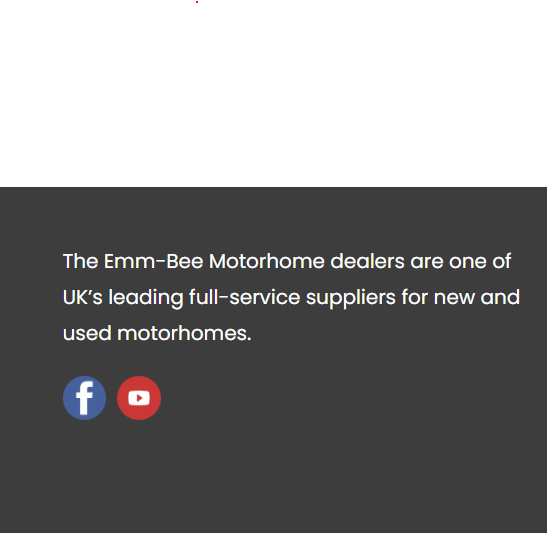 The Emm-Bee Motorhome dealers are one of
UK’s leading full-service suppliers for new and
used motorhomes.